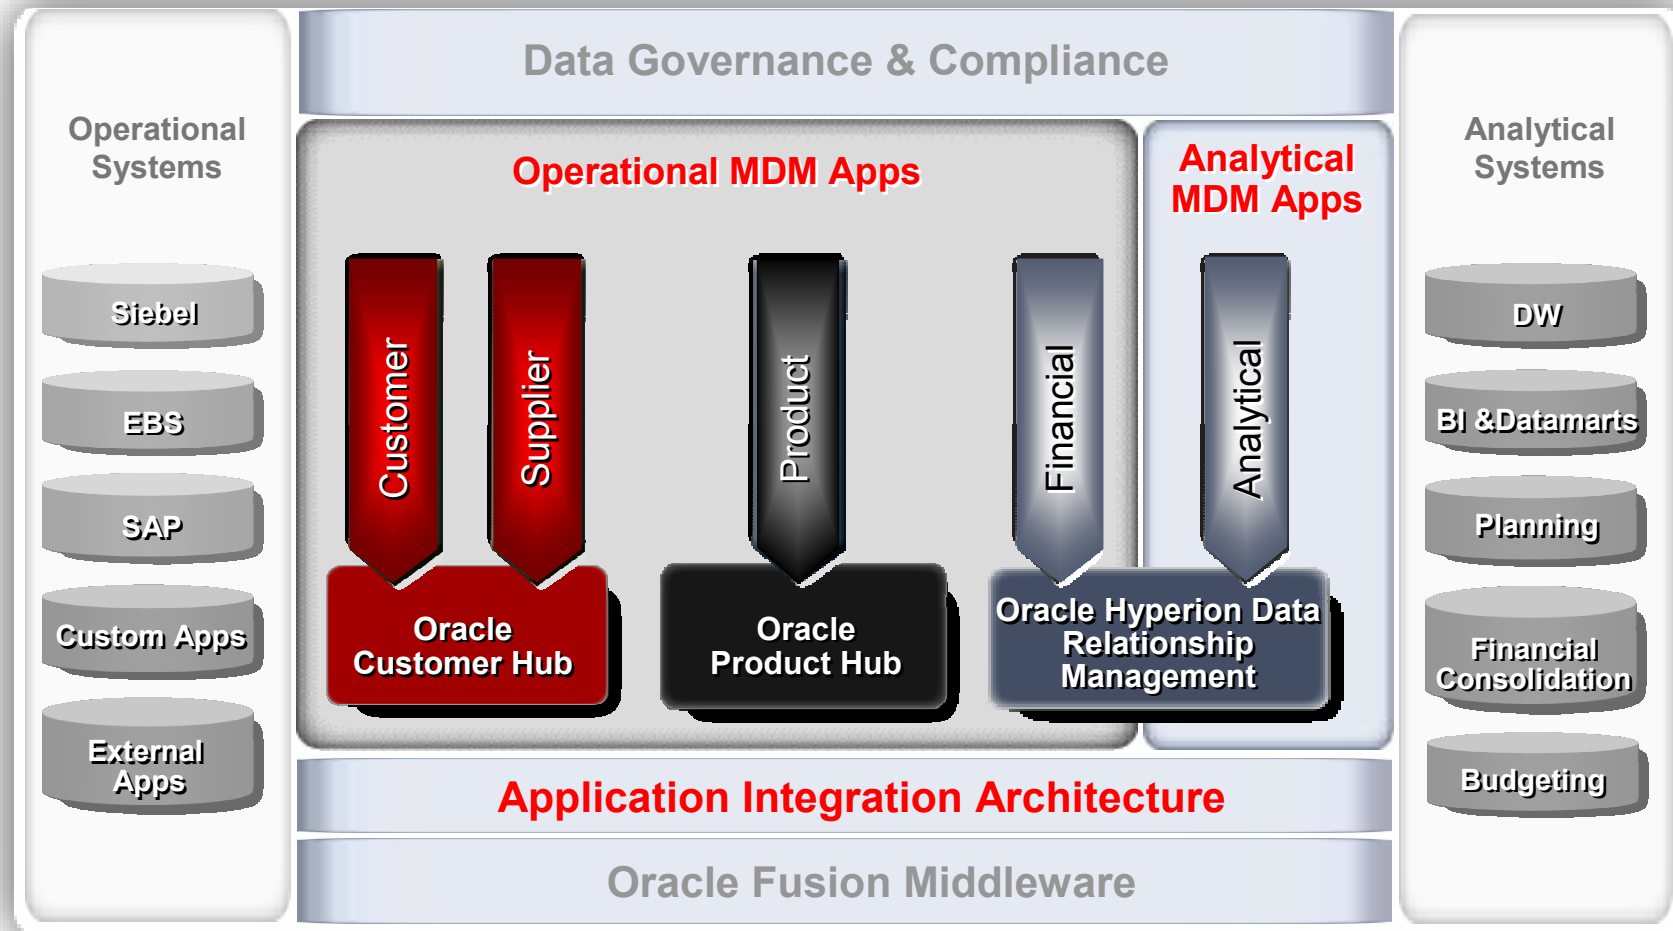 Data Governance & Compliance
Operational
Systems
Siebel
EBS
SAP
Custom Apps
External
Apps
Operational MDM Apps
Customer
Supplier
Product
Financial
Oracle
Customer Hub
Oracle
Product Hub
Oracle Hyperion Data
Relationship
Management
Analytical
MDM Apps
Analytical
Analytical
Systems
DW
BI &Datamarts
Planning
Financial
Consolidation
Budgeting
Application Integration Architecture
Oracle Fusion Middleware